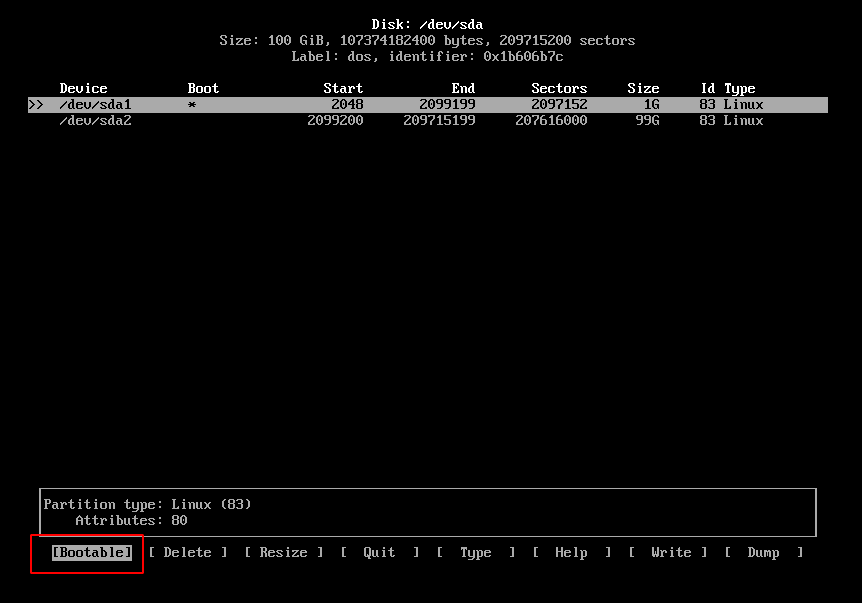 Disk: /dev/sda
Size: 100 GiB, 107374182400 bytes, 209715200 sectors
Label: dos, identifier: 0x1b606b7c
Device Boot Start End Sectors Size Id Type
>> /dev/sda1 * 2048 2099199 2097152 1G 83 Linux
/dev/sda2 2099200 209715199 207616000 99G 83 Linux
Partition type: Linux (83)
Attributes: 80
[Bootable] [ Delete ] [ Resize ] [ Quit ] [ Type ] [ Help ] [ Write ] [ Dump ]